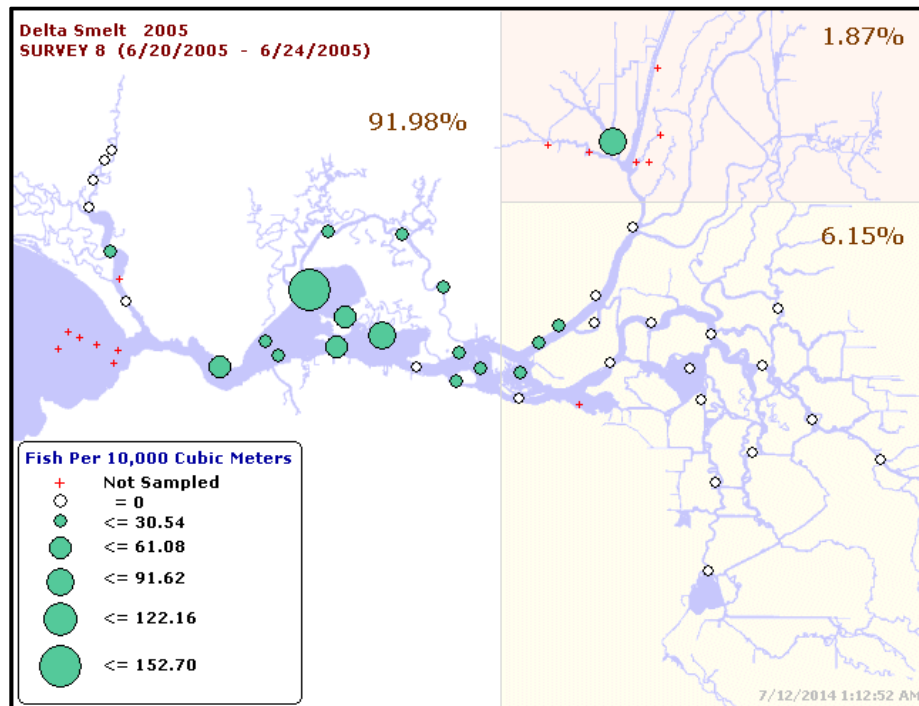 Delta Smelt 2005
SURVEY 8 (6/20/2005 - 6/24/2005)
1.87%
91.98%
6.15%
Fish Per 10,000 Cubic Meters
Not Sampled
= 0
<= 30.54
<= 61.08
<= 91.62
<= 122.16
<= 152.70
7/12/2014 1:12:52 AM